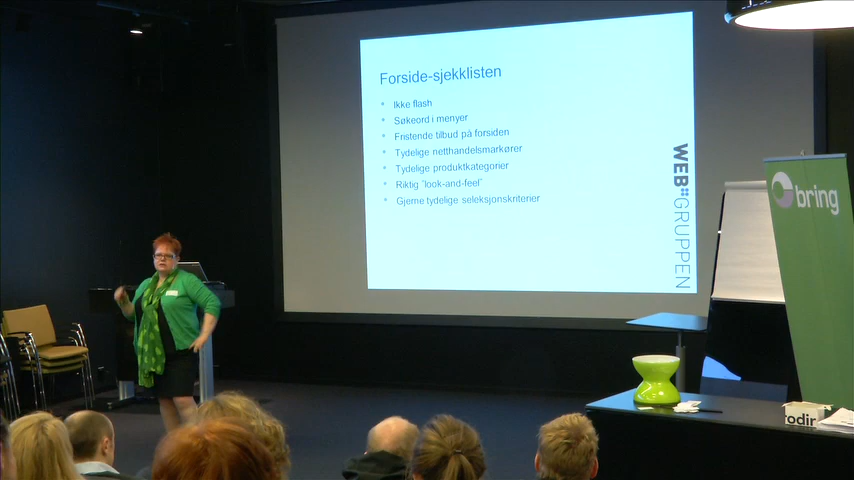 Forside-sjekklisten
Ikke flash
Søkeord i menyer
Fristende tilbud på forsiden
Tydelige netthandelsmarkører
Tydelige produktkategorier
Riktig "look-and-feel"
Gjerne tydelige seleksjonskriterier
WEB GRUPPEN
bring
rodir